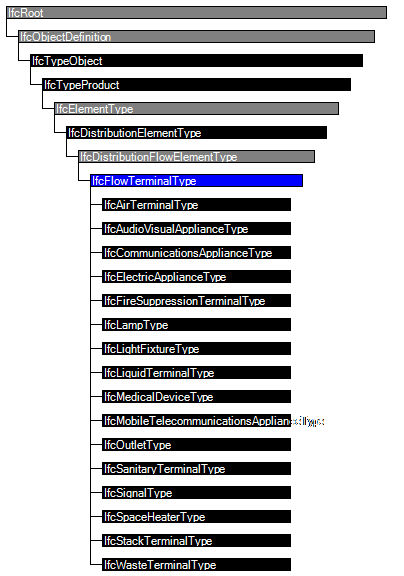 IfcRoot
IfcObjectDefinition
IfcTypeObject
IfcTypeProduct
IfcElementType
IfcDistributionElementType
IfcDistributionFlowElementType
IfcFlowTerminalType
IfcAirTerminalType
IfcAudioVisualApplianceType
IfcCommunicationsApplianceType
IfcElectricApplianceType
IfcFireSuppressionTerminalType
IfcLampType
IfcLightFixtureType
IfcLiquidTerminalType
IfcMedicalDeviceType
IfcMobileTelecommunicationsApplianceType
IfcOutletType
IfcSanitaryTerminalType
IfcSignalType
IfcSpaceHeaterType
IfcStackTerminalType
IfcWasteTerminalType